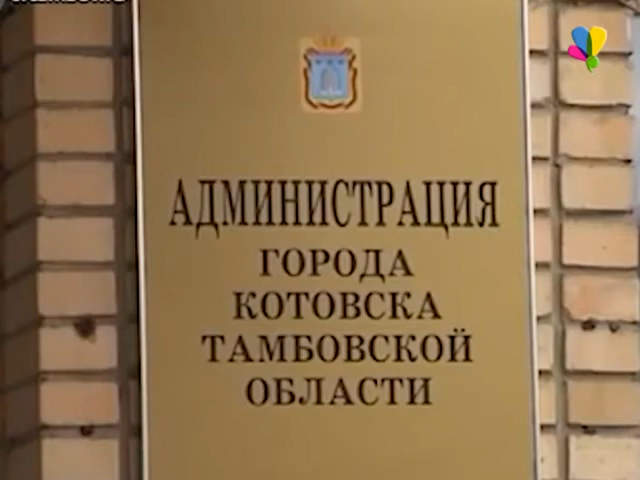 АДМИНИСТРАЦИЯ
ГОРОДА
КОТОВСКА
ТАМБОВСКОЙ
ОБЛАСТИ